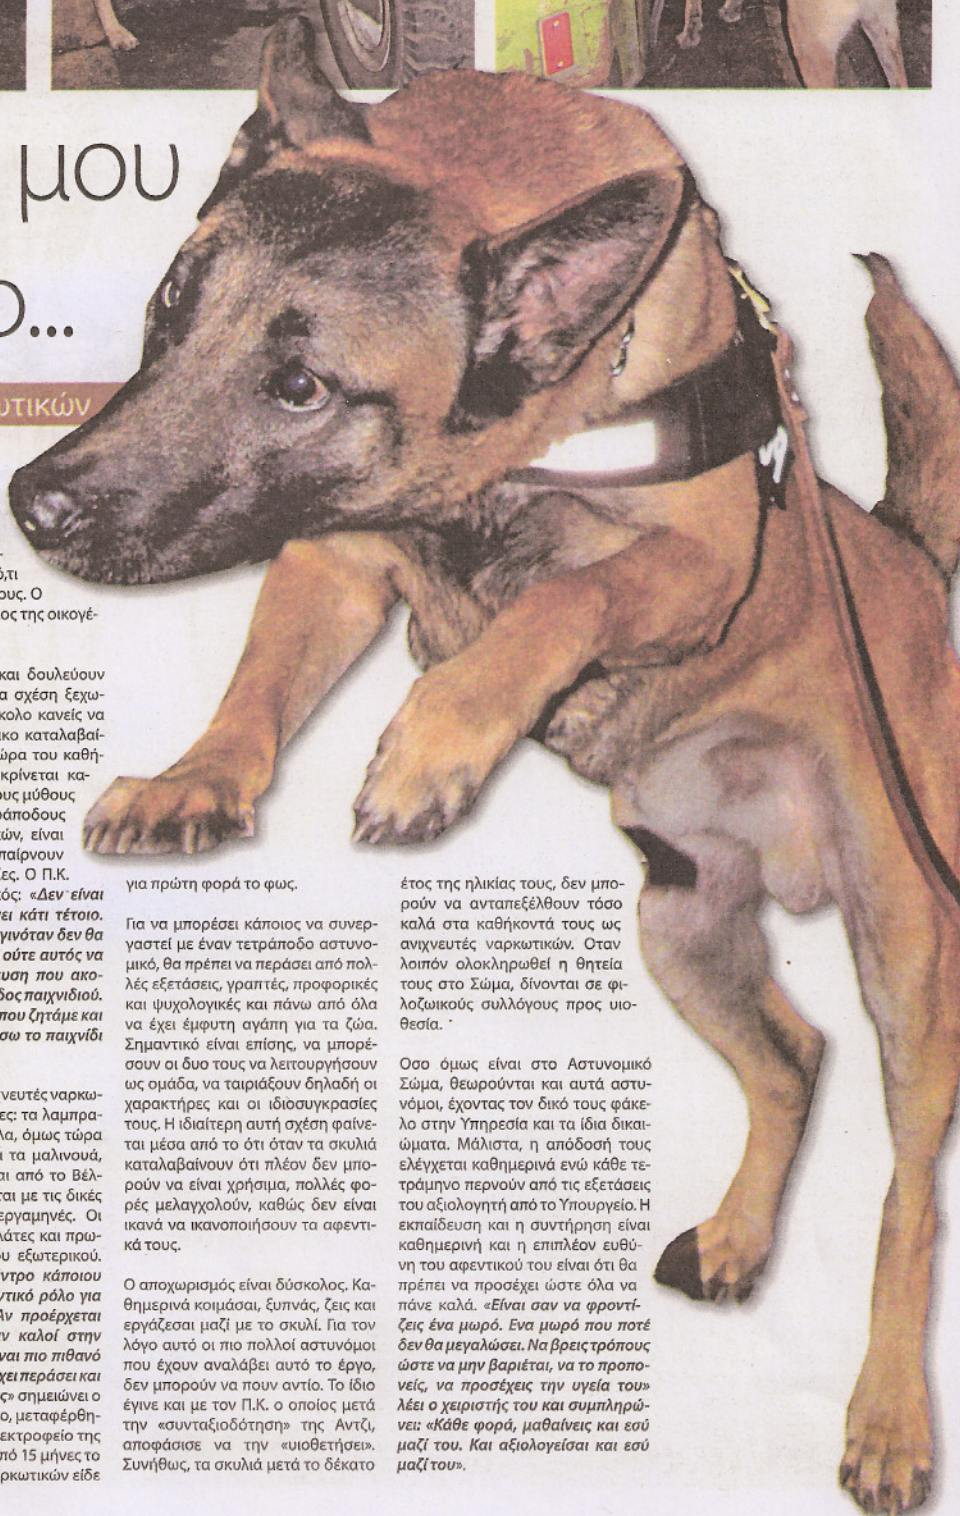 μου
ο...
ωτικών
ό,τι
ους. Ο
ος της οικογέ-
και δουλεύουν
α σχέση ξεχω-
κολο κανείς να
ικο καταλαβαί-
ώρα του καθή-
κρίνεται κα-
ους μύθους
ράποδους
κών, είναι
παίρνουν
ες. Ο Π.Κ.
ός: «Δεν είναι
ει κάτι τέτοιο.
γινόταν δεν θα
ούτε αυτός να
ευση που ακο-
δος παιχνιδιού.
που ζητάμε και
σω το παιχνίδι
νευτές ναρκω-
ες: τα λαμπρα-
λα, όμως τώρα
ι τα μαλινουά,
αι από το Βέλ-
ται με τις δικές
εργαμηνές. Οι
λάτες και πρω-
υ εξωτερικού.
ντρο κάποιου
ντικό ρόλο για
Αν προέρχεται
ν καλοί στην
ναι πιο πιθανό
χει περάσει και
ς» σημειώνει ο
ο, μεταφέρθη-
εκτροφείο της
πό 15 μήνες το
ρκωτικών είδε
για πρώτη φορά το φως.
Για να μπορέσει κάποιος να συνερ-
γαστεί με έναν τετράποδο αστυνο-
μικό, θα πρέπει να περάσει από πολ-
λές εξετάσεις, γραπτές, προφορικές
και ψυχολογικές και πάνω από όλα
να έχει έμφυτη αγάπη για τα ζώα.
Σημαντικό είναι επίσης, να μπορέ-
σουν οι δυο τους να λειτουργήσουν
ως ομάδα, να ταιριάξουν δηλαδή οι
χαρακτήρες και οι ιδιοσυγκρασίες
τους. Η ιδιαίτερη αυτή σχέση φαίνε-
ται μέσα από το ότι όταν τα σκυλιά
καταλαβαίνουν ότι πλέον δεν μπο-
ρούν να είναι χρήσιμα, πολλές φο-
ρές μελαγχολούν, καθώς δεν είναι
ικανά να ικανοποιήσουν τα αφεντι-
κά τους.
Ο αποχωρισμός είναι δύσκολος. Κα-
θημερινά κοιμάσαι, ξυπνάς, ζεις και
εργάζεσαι μαζί με το σκυλί. Για τον
λόγο αυτό οι πιο πολλοί αστυνόμοι
που έχουν αναλάβει αυτό το έργο,
δεν μπορούν να πουν αντίο. Το ίδιο
έγινε και με τον Π.Κ. ο οποίος μετά
την «συνταξιοδότηση» της Αντζι,
αποφάσισε να την «υιοθετήσει».
Συνήθως, τα σκυλιά μετά το δέκατο
έτος της ηλικίας τους, δεν μπο-
ρούν να ανταπεξέλθουν τόσο
καλά στα καθήκοντά τους ως
ανιχνευτές ναρκωτικών. Οταν
λοιπόν ολοκληρωθεί η θητεία
τους στο Σώμα, δίνονται σε φι-
λοζωικούς συλλόγους προς υιο-
θεσία.
Οσο όμως είναι στο Αστυνομικό
Σώμα, θεωρούνται και αυτά αστυ-
νόμοι, έχοντας τον δικό τους φάκε-
λο στην Υπηρεσία και τα ίδια δικαι-
ώματα. Μάλιστα, η απόδοσή τους
ελέγχεται καθημερινά ενώ κάθε τε-
τράμηνο περνούν από τις εξετάσεις
του αξιολογητή από το Υπουργείο. Η
εκπαίδευση και η συντήρηση είναι
καθημερινή και η επιπλέον ευθύ-
νη του αφεντικού του είναι ότι θα
πρέπει να προσέχει ώστε όλα να
πάνε καλά. «Είναι σαν να φροντί-
ζεις ένα μωρό. Ενα μωρό που ποτέ
δεν θα μεγαλώσει. Να βρεις τρόπους
ώστε να μην βαριέται, να το προπο-
νείς, να προσέχεις την υγεία του»
λέει ο χειριστής του και συμπληρώ-
νει: «Κάθε φορά, μαθαίνεις και εσύ
μαζί του. Και αξιολογείσαι και εσύ
μαζί του».